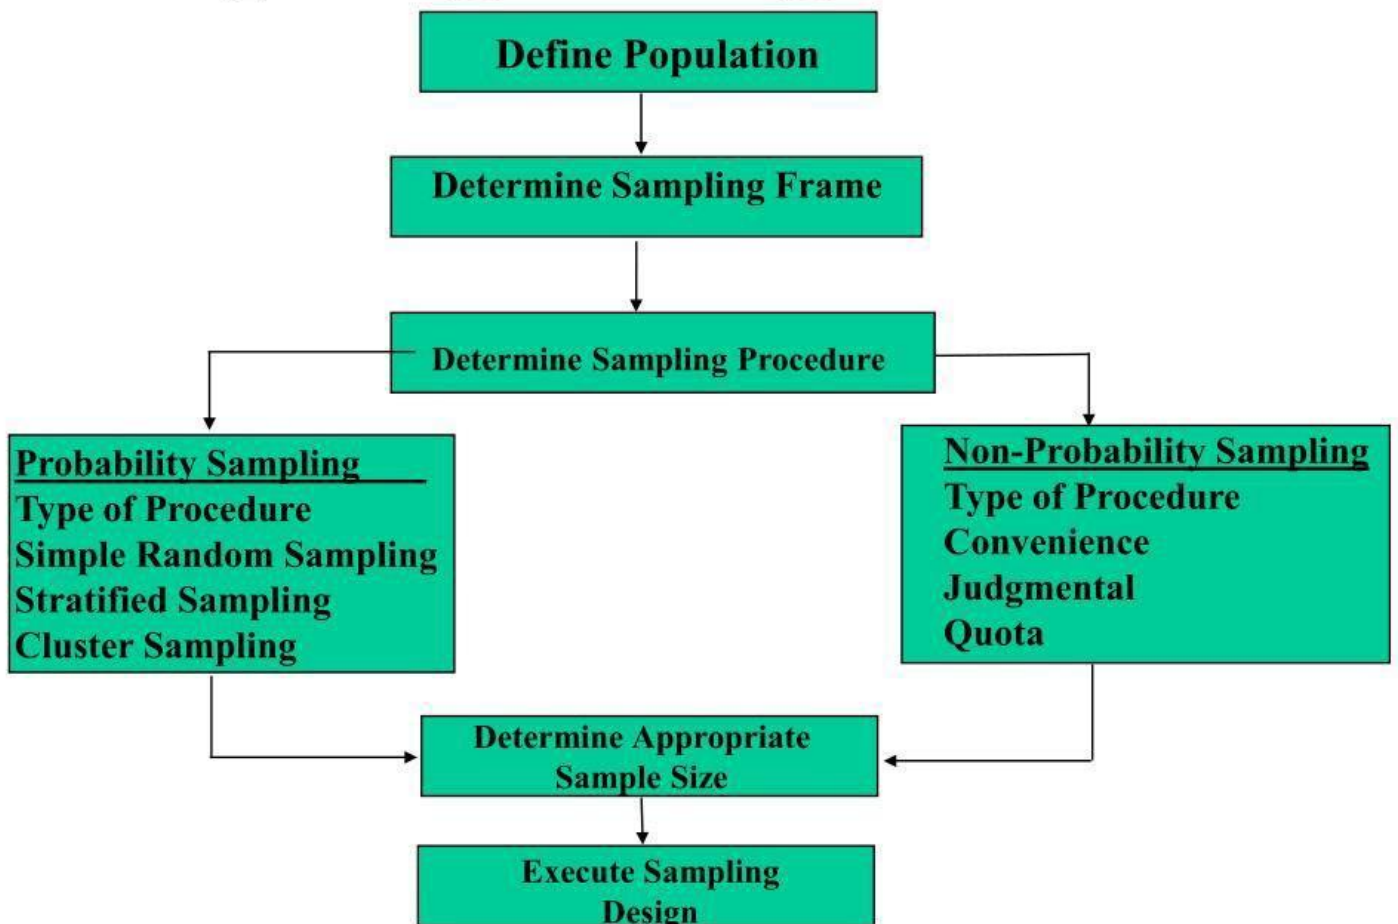 Define Population
Determine Sampling Frame
Determine Sampling Procedure
Probability Sampling
Type of Procedure
Simple Random Sampling
Stratified Sampling
Cluster Sampling
Non-Probability Sampling
Type of Procedure
Convenience
Judgmental
Quota
Determine Appropriate
Sample Size
Execute Sampling
Design